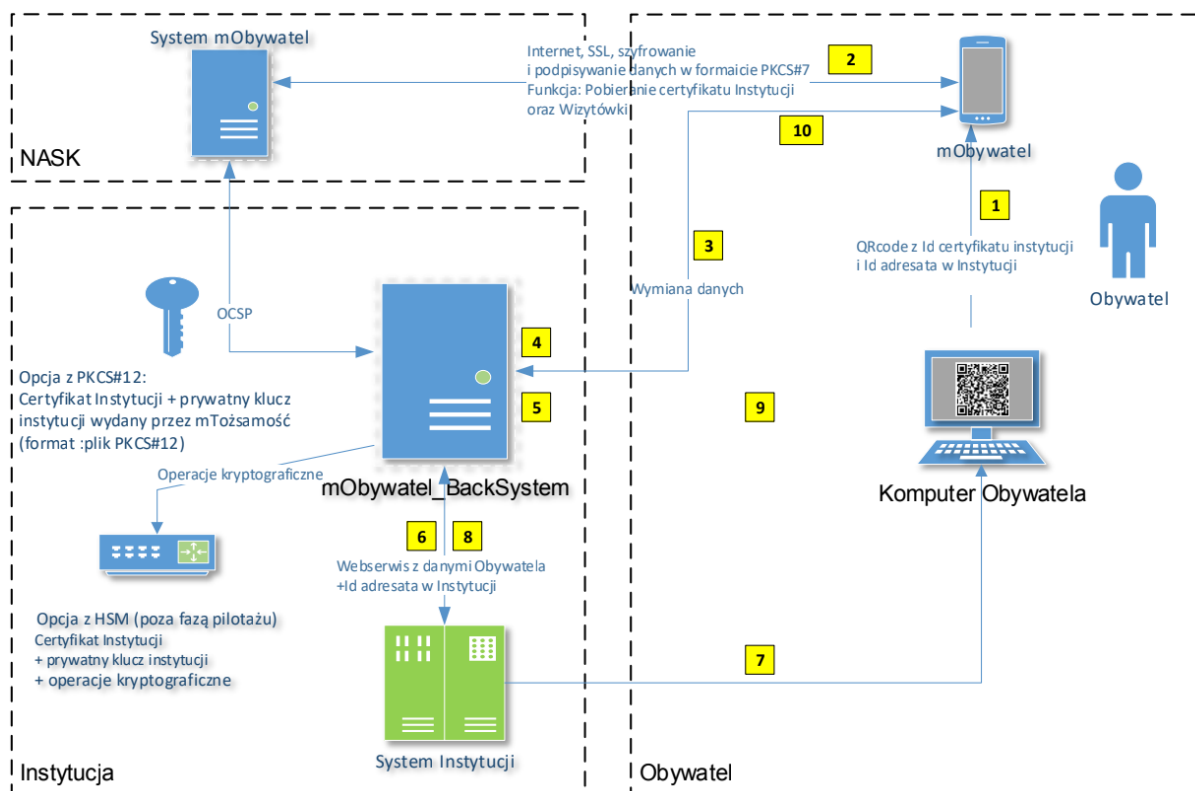 System mObywatel
NASK
Internet, SSL, szyfrowanie
i podpisywanie danych w formaicie PKCS#7
Funkcja: Pobieranie certyfikatu Instytucji
oraz Wizytówki
2
10
mObywatel
1
QRcode z Id certyfikatu instytucji
i Id adresata w Instytucji
Obywatel
3
Wymiana danych
OCSP
4
5
9
Opcja z PKCS#12:
Certyfikat Instytucji + prywatny klucz
instytucji wydany przez mTożsamość
(format :plik PKCS#12)
Operacje kryptograficzne
mObywatel_BackSystem
Komputer Obywatela
6
8
Webserwis z danymi Obywatela
+Id adresata w Instytucji
Opcja z HSM (poza fazą pilotażu)
Certyfikat Instytucji
+ prywatny klucz instytucji
+ operacje kryptograficzne
7
System Instytucji
Instytucja
Obywatel